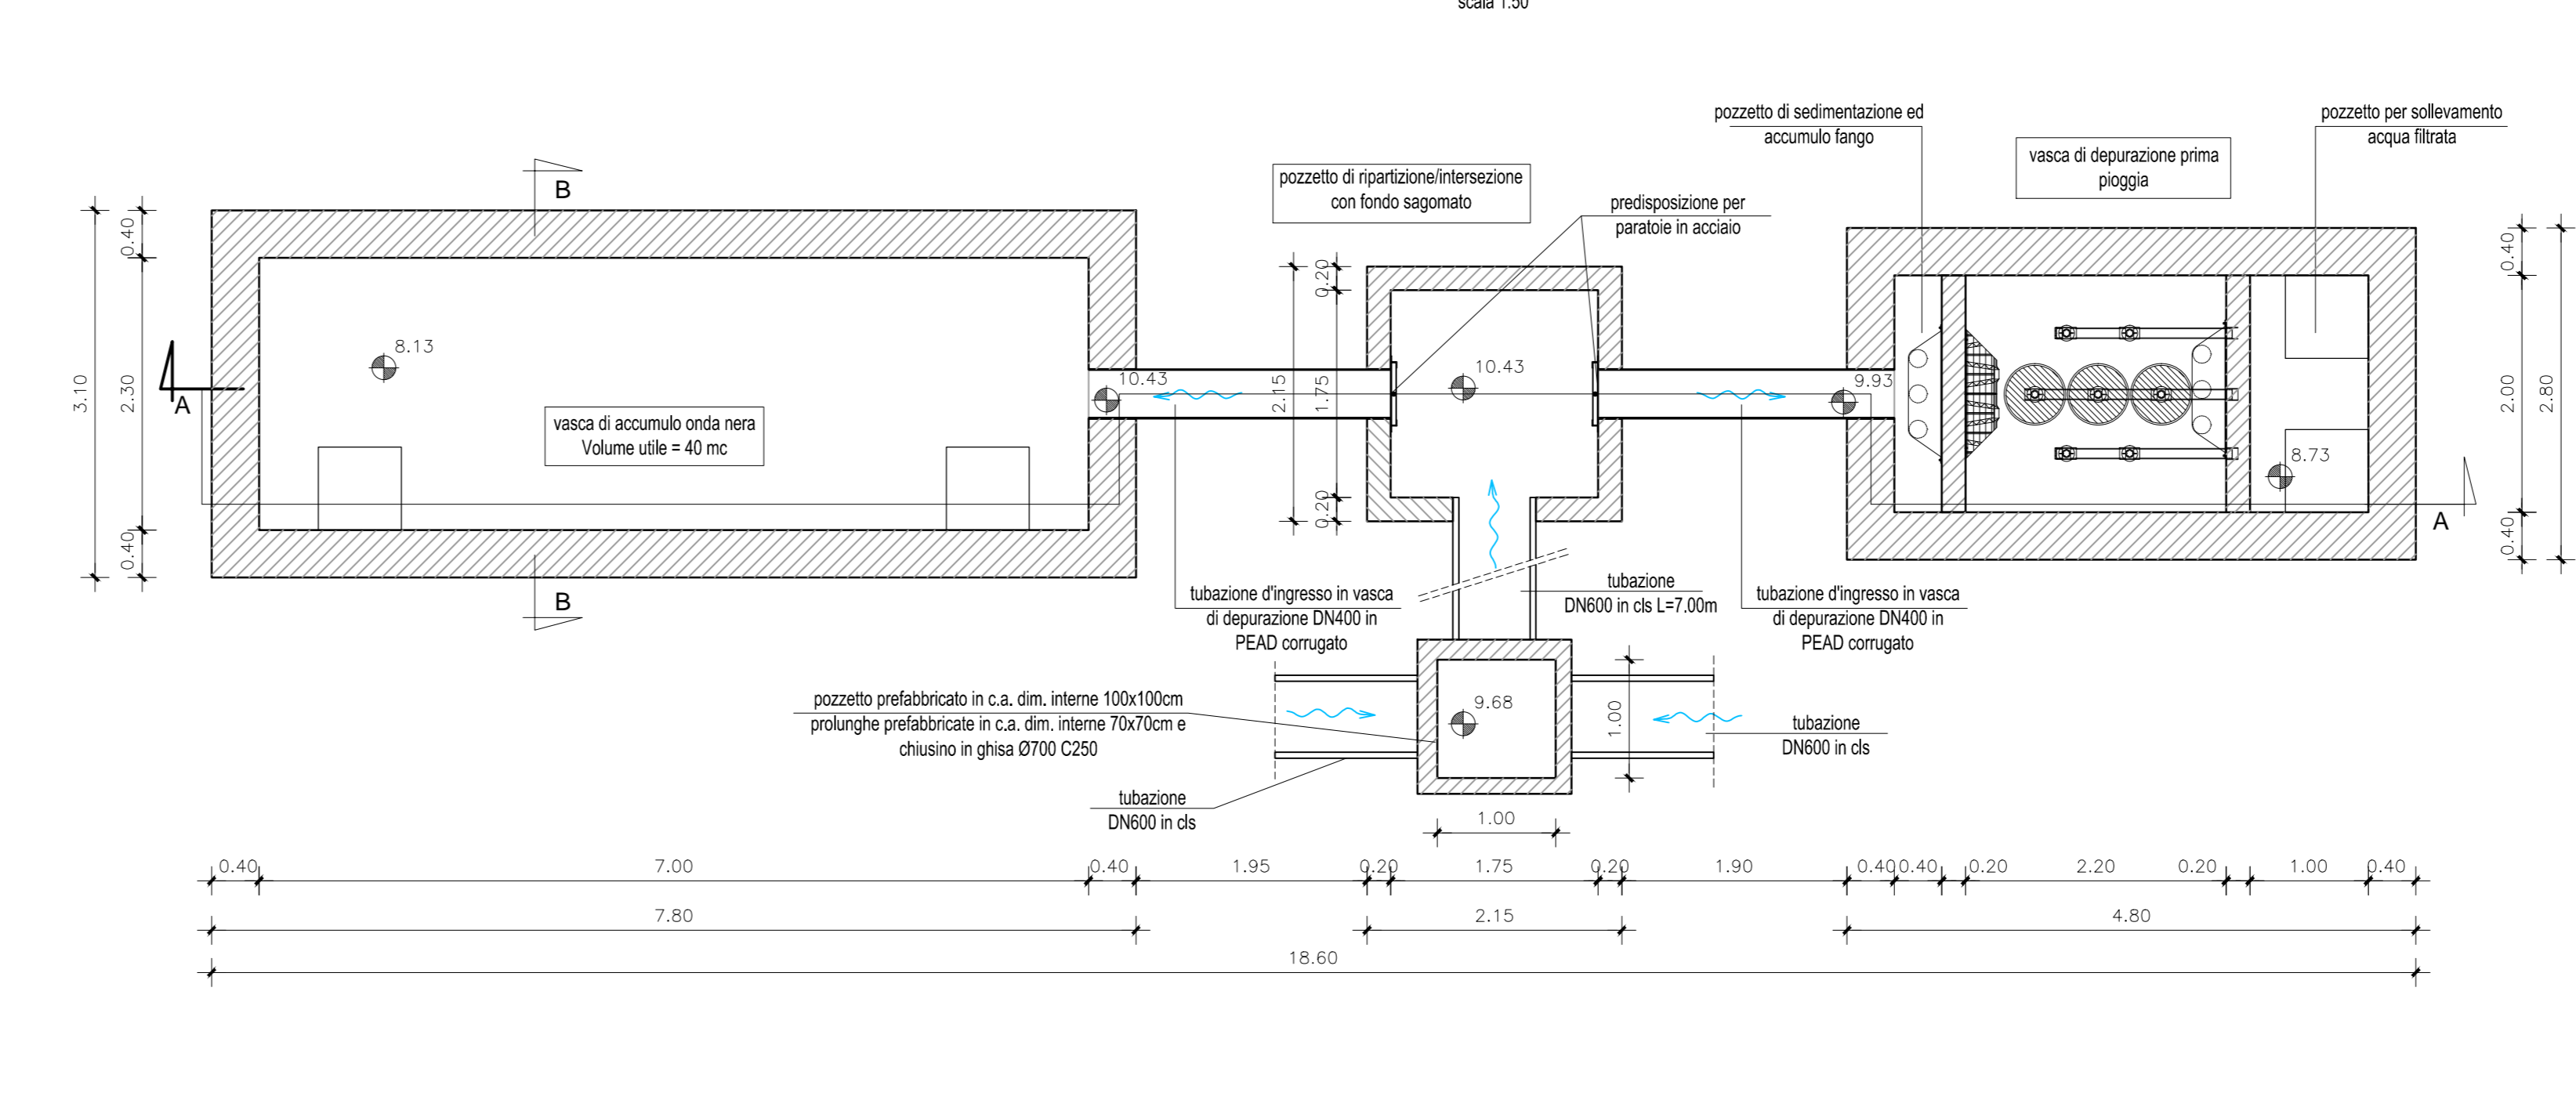 scala 1:50
pozzetto di sedimentazione ed
accumulo fango
pozzetto per sollevamento
acqua filtrata
vasca di depurazione prima
pioggia
pozzetto di ripartizione/intersezione
con fondo sagomato
predisposizione per
paratoie in acciaio
B
0.40
2.30
0.40
3.10
A
8.13
vasca di accumulo onda nera
Volume utile = 40 mc
10.43
B
0.20
1.75
0.20
2.15
10.43
9.93
8.73
A
0.40
2.00
0.40
2.80
tubazione d'ingresso in vasca
di depurazione DN400 in
PEAD corrugato
tubazione
DN600 in cls L=7.00m
tubazione d'ingresso in vasca
di depurazione DN400 in
PEAD corrugato
pozzetto prefabbricato in c.a. dim. interne 100x100cm
prolunghe prefabbricate in c.a. dim. interne 70x70cm e
chiusino in ghisa Ø700 C250
9.68
1.00
tubazione
DN600 in cls
tubazione
DN600 in cls
1.00
0.40 7.00 0.40 1.95 0.20 1.75 0.20 1.90 0.40 0.40 0.20 2.20 0.20 1.00 0.40
7.80 2.15 4.80
18.60